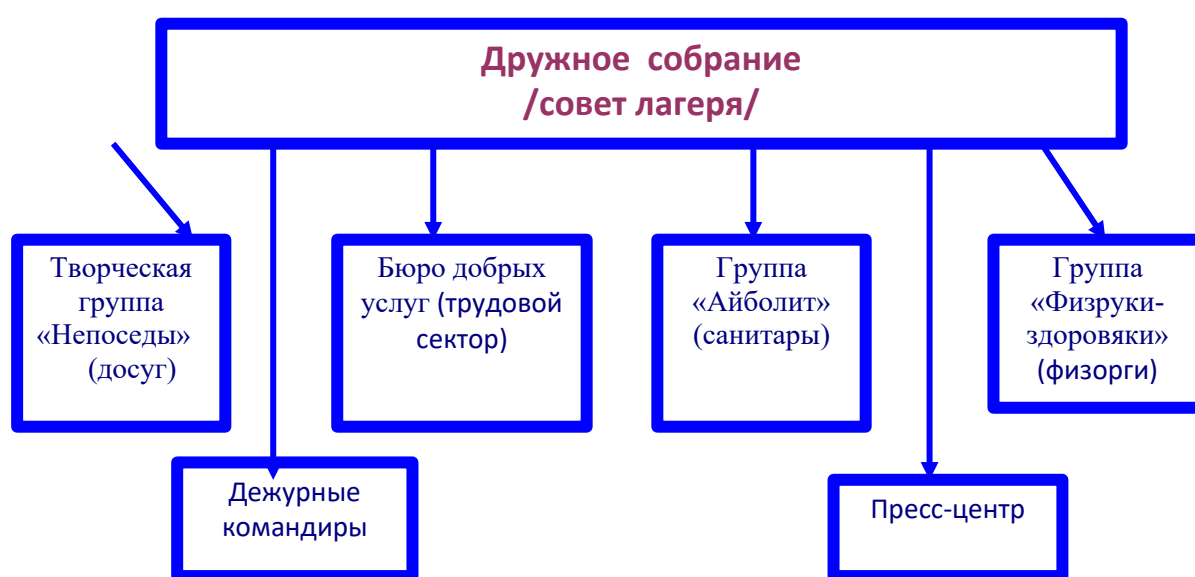 Дружное собрание
/совет лагеря/
Творческая
группа
«Непоседы»
(досуг)
Бюро добрых
услуг (трудовой
сектор)
Группа
«Айболит»
(санитары)
Группа
«Физруки-
здоровяки»
(физорги)
Дежурные
командиры
Пресс-центр